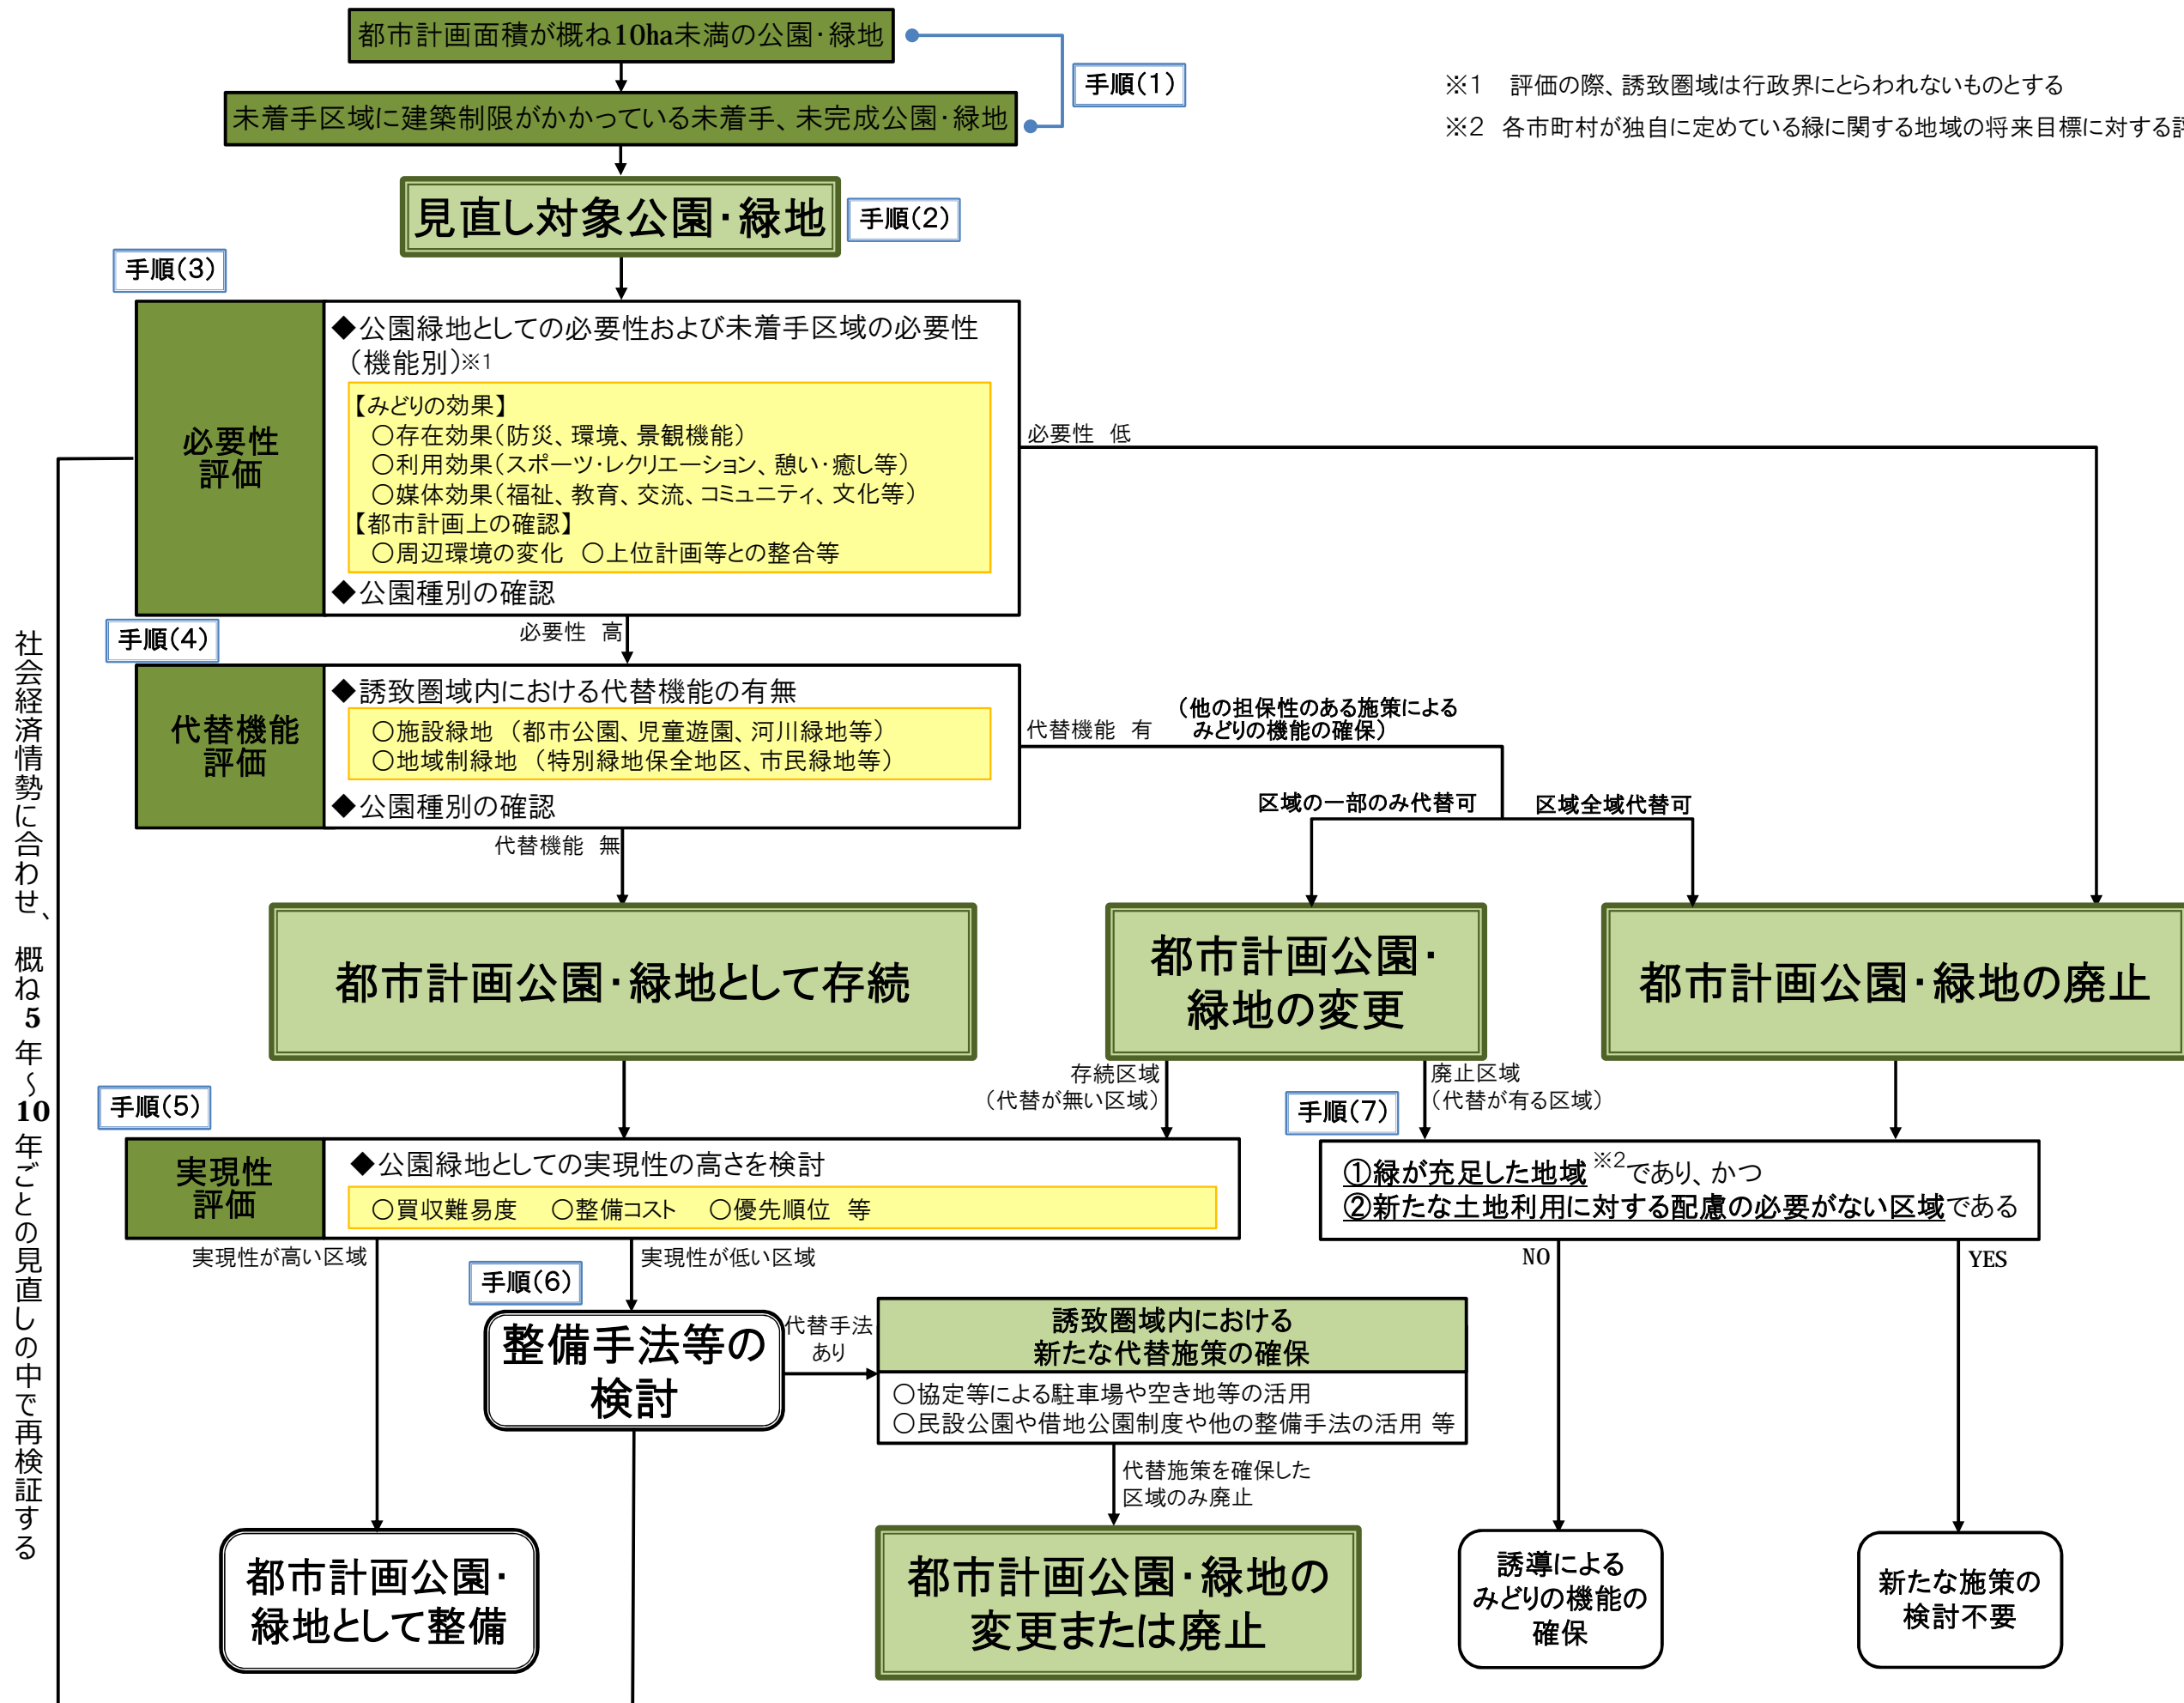 都市計画面積が概ね10ha未満の公園・緑地
手順(1)
未着手区域に建築制限がかかっている未着手、未完成公園・緑地
※1　評価の際、誘致圏域は行政界にとらわれないものとする
※2　各市町村が独自に定めている緑に関する地域の将来目標に対する
見直し対象公園・緑地
手順(2)
手順(3)
必要性
評価
◆公園緑地としての必要性および未着手区域の必要性
（機能別）※1
【みどりの効果】
○存在効果（防災、環境、景観機能）
○利用効果（スポーツ・レクリエーション、憩い・癒し等）
○媒体効果（福祉、教育、交流、コミュニティ、文化等）
【都市計画上の確認】
○周辺環境の変化　○上位計画等との整合等
◆公園種別の確認
必要性　低
必要性　高
手順(4)
代替機能
評価
◆誘致圏域内における代替機能の有無
○施設緑地　（都市公園、児童遊園、河川緑地等）
○地域制緑地　（特別緑地保全地区、市民緑地等）
◆公園種別の確認
代替機能　有
（他の担保性のある施策による
みどりの機能の確保）
区域の一部のみ代替可
区域全域代替可
代替機能　無
都市計画公園・緑地として存続
都市計画公園・
緑地の変更
都市計画公園・緑地の廃止
存続区域
（代替が無い区域）
廃止区域
（代替が有る区域）
手順(5)
手順(7)
実現性
評価
◆公園緑地としての実現性の高さを検討
○買収難易度　○整備コスト　○優先順位　等
①緑が充足した地域※2であり、かつ
②新たな土地利用に対する配慮の必要がない区域である
実現性が高い区域
実現性が低い区域
NO
YES
手順(6)
整備手法等の
検討
代替手法
あり
誘致圏域内における
新たな代替施策の確保
○協定等による駐車場や空き地等の活用
○民設公園や借地公園制度や他の整備手法の活用 等
代替施策を確保した
区域のみ廃止
都市計画公園・
緑地として整備
都市計画公園・緑地の
変更または廃止
誘導による
みどりの機能の
確保
新たな施策の
検討不要
社会経済情勢に合わせ、概ね5年～10年ごとの見直しの中で再検証する